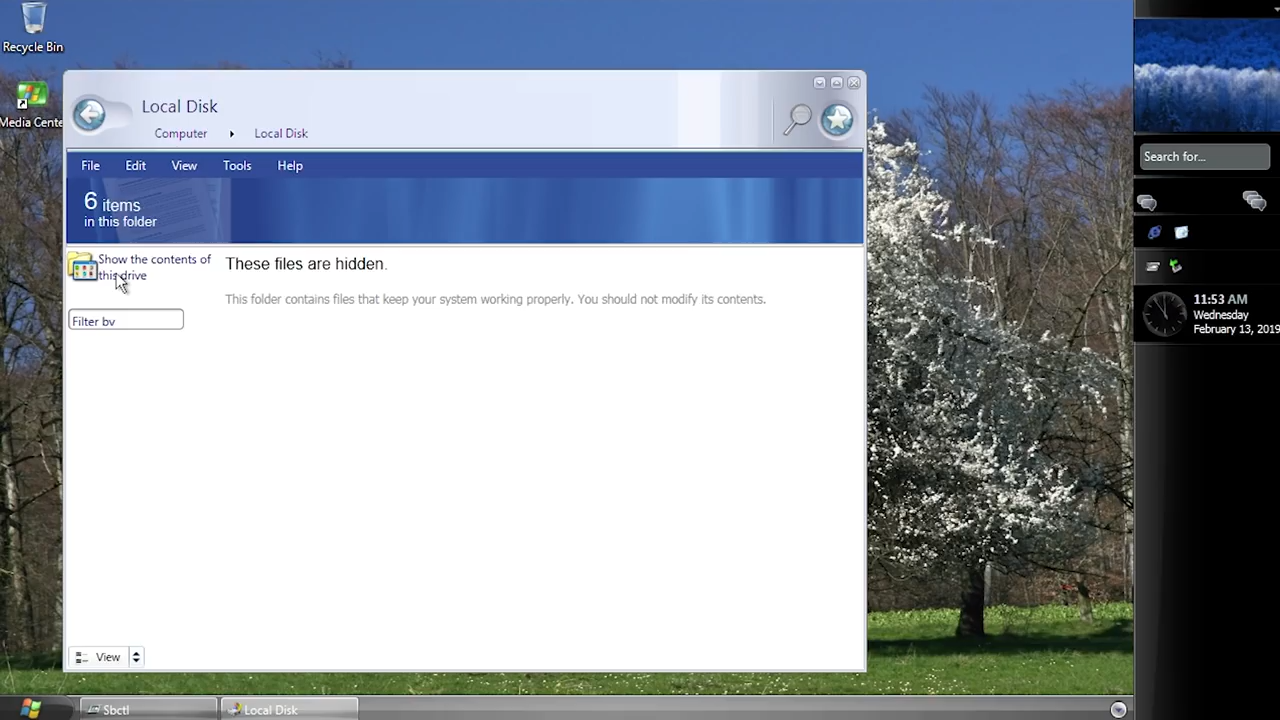 Recycle Bin
Media Cente
Local Disk
Computer
Local Disk
File Edit View Tools Help
6 items
in this folder
Show the contents of
this drive
Filter by
These files are hidden.
This folder contains files that keep your system working properly. You should not modify its contents.
View
Search for...
11:53 AM
Wednesday
February 13, 2019
Sbctl
Local Disk